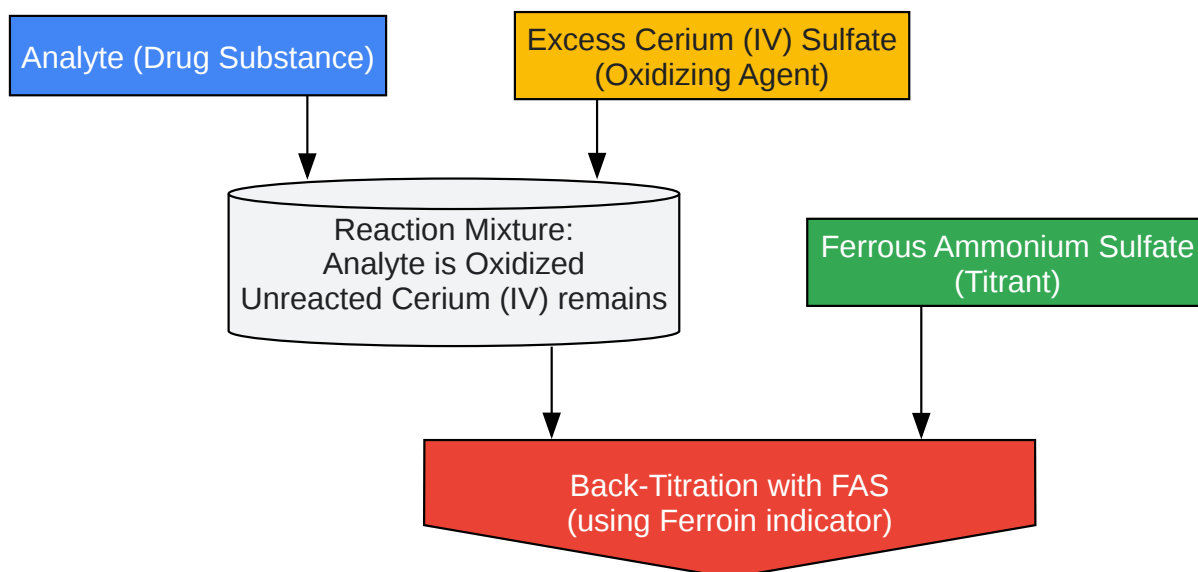 Analyte (Drug Substance)
Excess Cerium (IV) Sulfate
(Oxidizing Agent)
Reaction Mixture:
Analyte is Oxidized
Unreacted Cerium (IV) remains
Ferrous Ammonium Sulfate
(Titrant)
Back-Titration with FAS
(using Ferroin indicator)